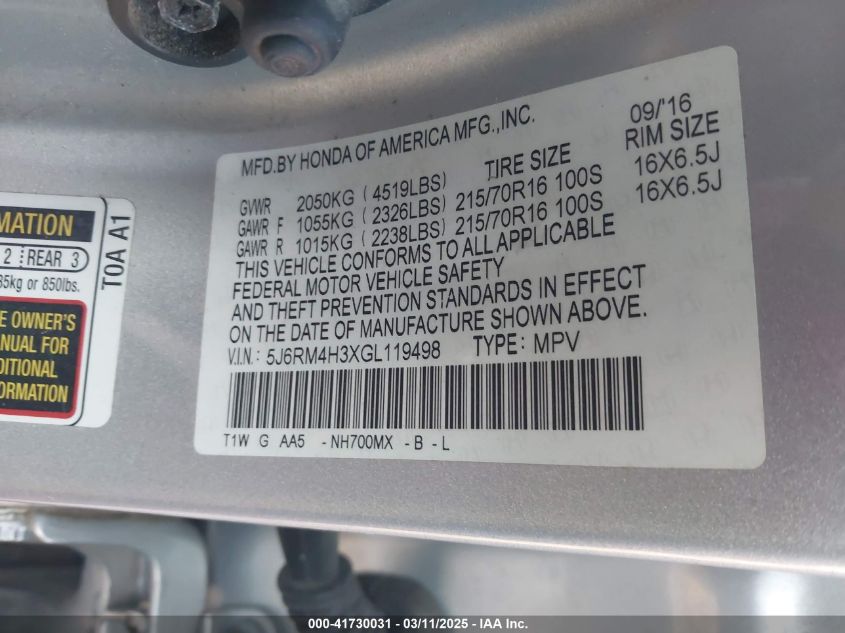 MFD.BY HONDA OF AMERICA MFG.,INC. 09/'16
TIRE SIZE RIM SIZE
GVWR 2050KG ( 4519LBS)
GAWR F 1055KG ( 2326LBS) 215/70R16 100S 16X6.5J
GAWR R 1015KG ( 2238LBS) 215/70R16 100S 16X6.5J
THIS VEHICLE CONFORMS TO ALL APPLICABLE
FEDERAL MOTOR VEHICLE SAFETY
AND THEFT PREVENTION STANDARDS IN EFFECT
ON THE DATE OF MANUFACTURE SHOWN ABOVE.
V.I.N.: 5J6RM4H3XGL119498 TYPE: MPV
T1W G AA5 - NH700MX - B - L
MATION
2 REAR 3
85kg or 850lbs.
T0A A1
E OWNER'S
ANUAL FOR
DITIONAL
ORMATION
000-41730031 - 03/11/2025 - IAA Inc.